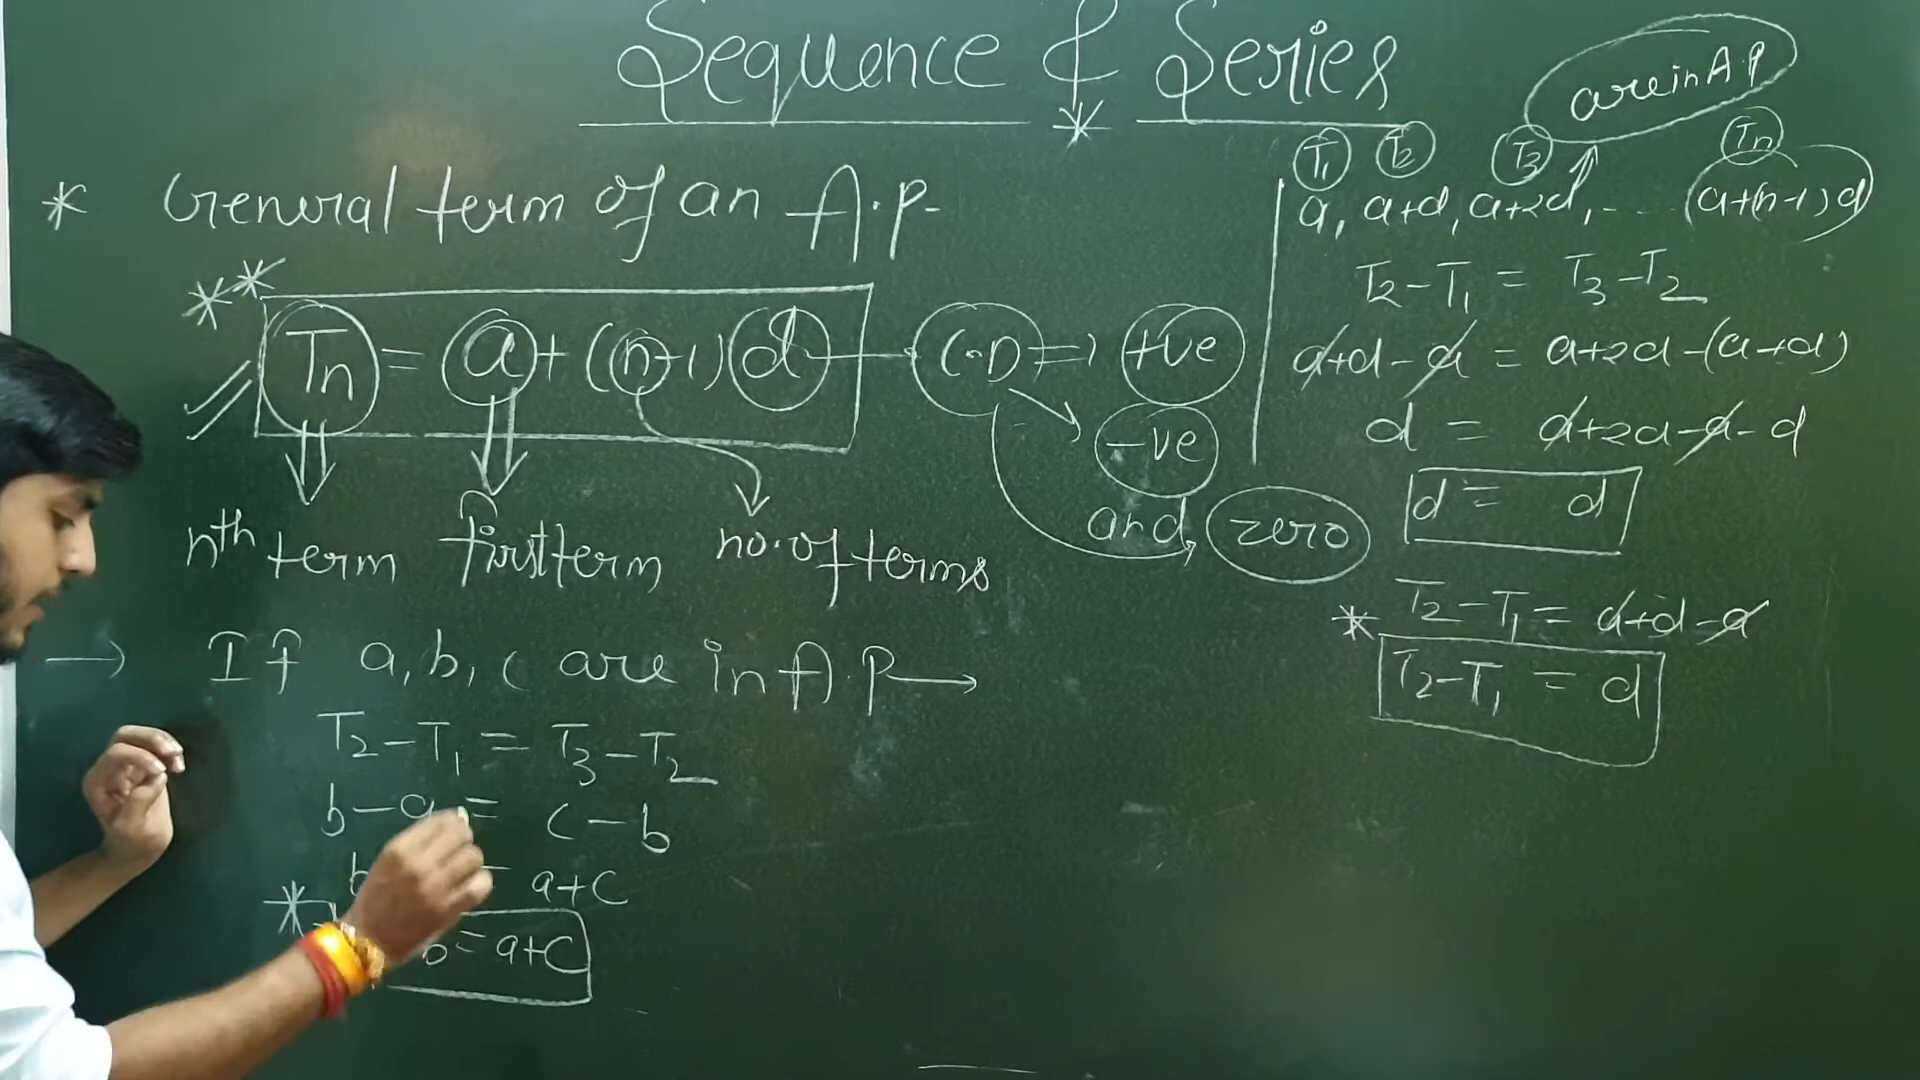 Sequence & Series
* General term of an A.P.
** Tn = a + (n-1) d — (C.D) => +ve
-ve
and zero
nth term first term no. of terms
→ If a, b, c are in A.P →
T2 - T1 = T3 - T2
b - a = c - b
= a+c
* b = a+c
are in A.P
T1 T2 T3 Tn
a, a+d, a+2d, .... (a+(n-1)d)
T2 - T1 = T3 - T2
a+d - a = a+2d - (a+d)
d = a+2d - a - d
d = d
* T2 - T1 = a+d - a
T2 - T1 = d